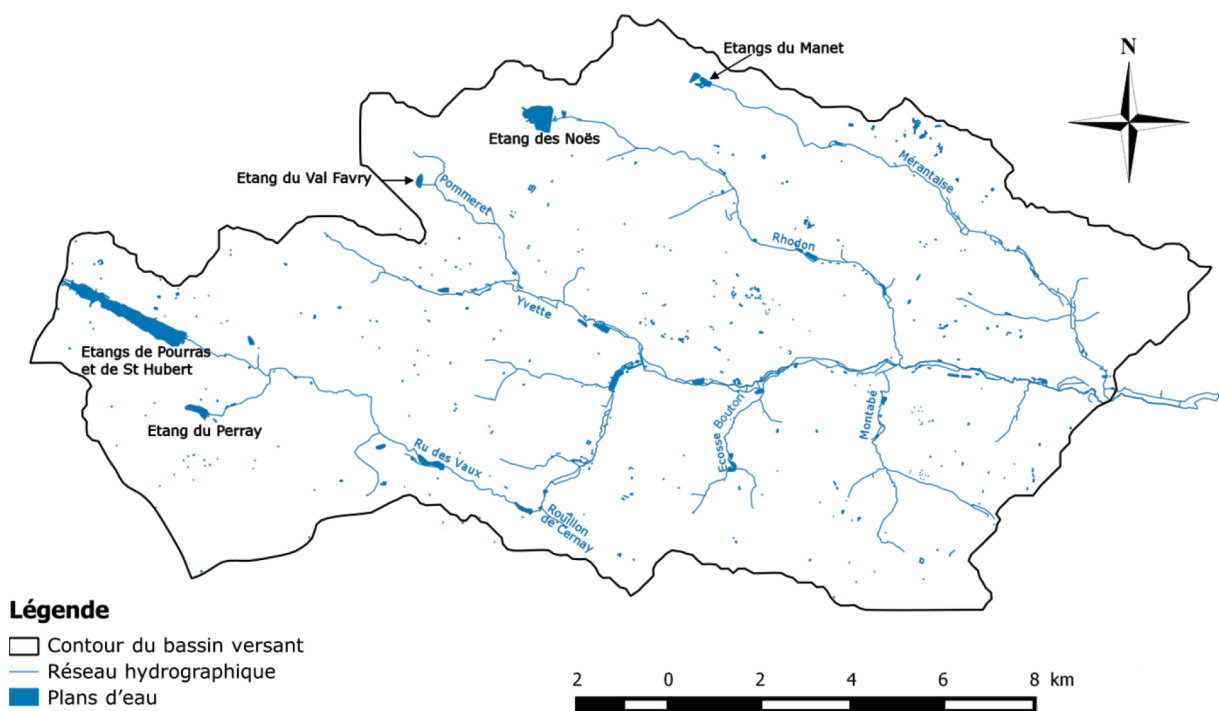 Etangs du Manet
N
Etang des Noës
Mérantaise
Etang du Val Favry
Pommeret
Rhodon
Yvette
Etangs de Pourras
et de St Hubert
Etang du Perray
Ecosse Bouton
Montabé
Ru des Vaux
Rouillon
de Cernay
Légende
Contour du bassin versant
Réseau hydrographique
Plans d'eau
2 0 2 4 6 8 km